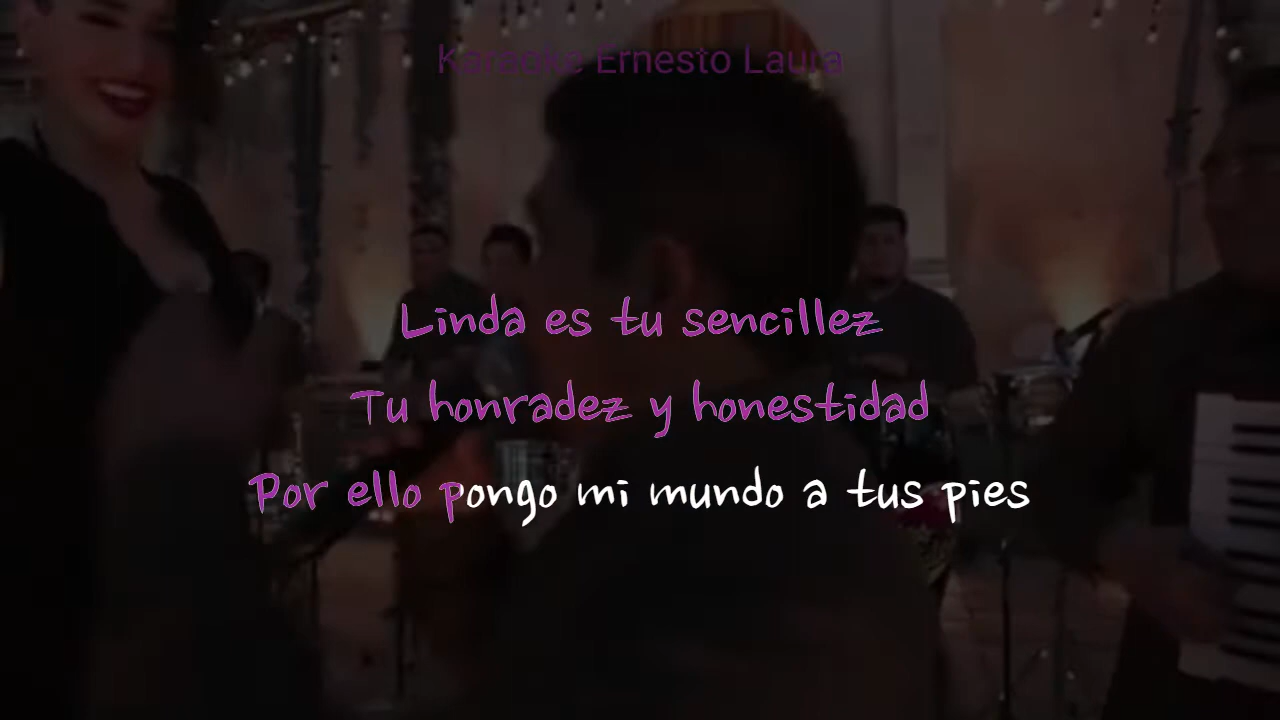 Karaoke Ernesto Laura
Linda es tu sencillez
Tu honradez y honestidad
Por ello pongo mi mundo a tus pies